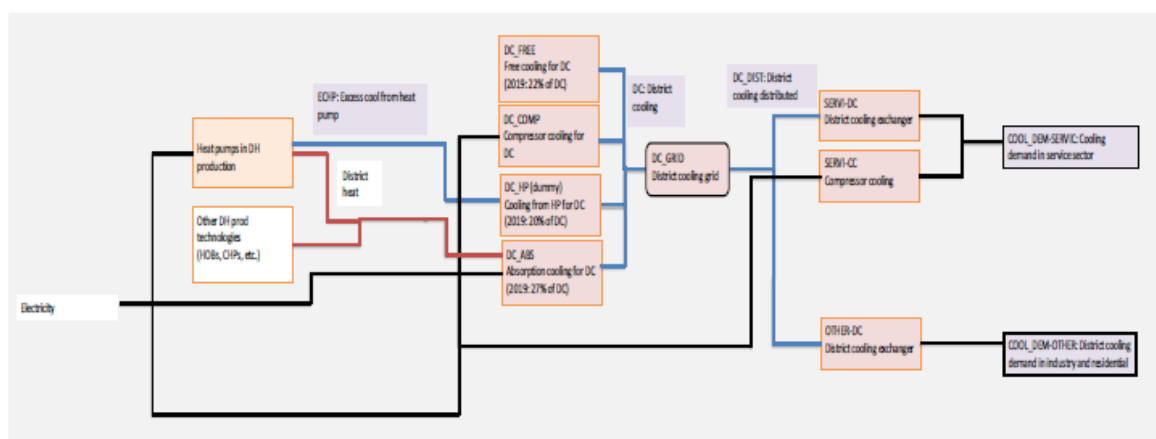 DC_FREE
Free cooling for DC
(2019: 22% of DC)
ECHP: Excess cool from heat
pump
DC: District
cooling
DC_DIST: District
cooling distributed
DC_COMP
Compressor cooling for
DC
SERVI-DC
District cooling exchanger
COOL_DEM-SERVIC: Cooling
demand in service sector
Heat pumps in DH
production
DC_GRID
District cooling grid
SERVI-CC
Compressor cooling
District
heat
DC_HP (dummy)
Cooling from HP for DC
(2019: 20% of DC)
Other DH prod
technologies
(HOBs, CHPs, etc.)
DC_ABS
Absorption cooling for DC
(2019: 27% of DC)
Electricity
OTHER-DC
District cooling exchanger
COOL_DEM-OTHER: District cooling
demand in industry and residential